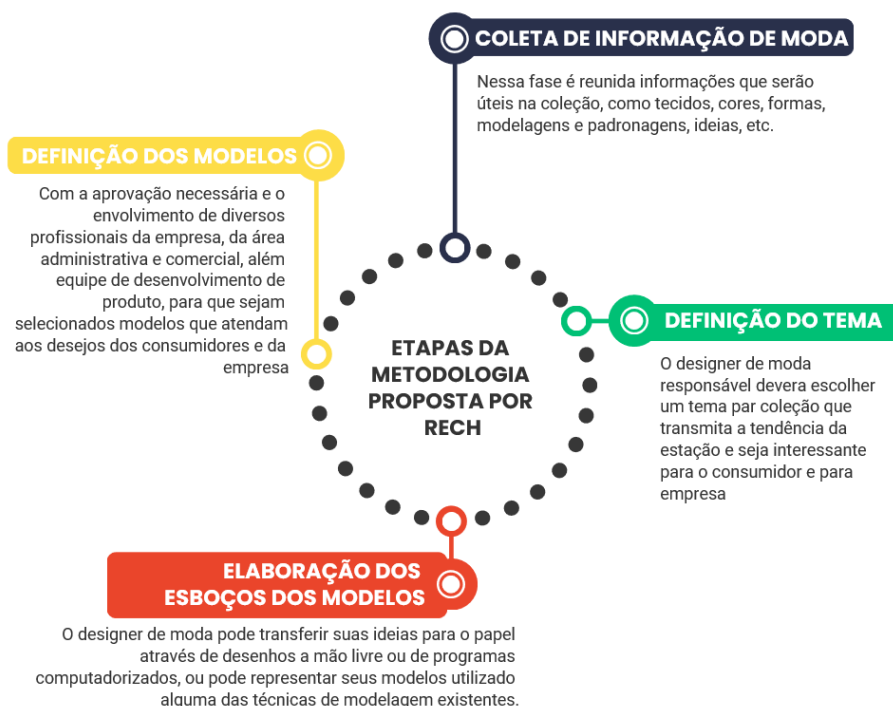 COLETA DE INFORMAÇÃO DE MODA
Nessa fase é reunida informações que serão
úteis na coleção, como tecidos, cores, formas,
modelagens e padronagens, ideias, etc.
DEFINIÇÃO DOS MODELOS
Com a aprovação necessária e o
envolvimento de diversos
profissionais da empresa, da área
administrativa e comercial, além
equipe de desenvolvimento de
produto, para que sejam
selecionados modelos que atendam
aos desejos dos consumidores e da
empresa
ETAPAS DA
METODOLOGIA
PROPOSTA POR
RECH
DEFINIÇÃO DO TEMA
O designer de moda
responsável devera escolher
um tema par coleção que
transmita a tendência da
estação e seja interessante
para o consumidor e para
empresa
ELABORAÇÃO DOS
ESBOÇOS DOS MODELOS
O designer de moda pode transferir suas ideias para o papel
através de desenhos a mão livre ou de programas
computadorizados, ou pode representar seus modelos utilizado
alguma das técnicas de modelagem existentes.